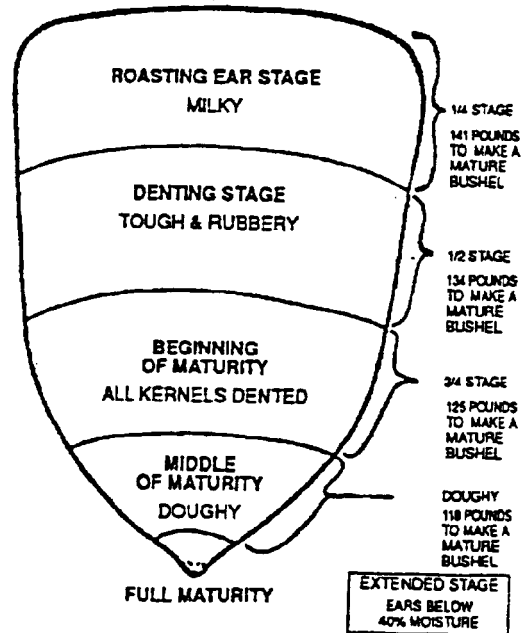 ROASTING EAR STAGE
MILKY
1/4 STAGE
141 POUNDS
TO MAKE A
MATURE
BUSHEL
DENTING STAGE
TOUGH & RUBBERY
1/2 STAGE
134 POUNDS
TO MAKE A
MATURE
BUSHEL
BEGINNING
OF MATURITY
ALL KERNELS DENTED
3/4 STAGE
125 POUNDS
TO MAKE A
MATURE
BUSHEL
MIDDLE
OF MATURITY
DOUGHY
DOUGHY
118 POUNDS
TO MAKE A
MATURE
BUSHEL
FULL MATURITY
EXTENDED STAGE
EARS BELOW
40% MOISTURE